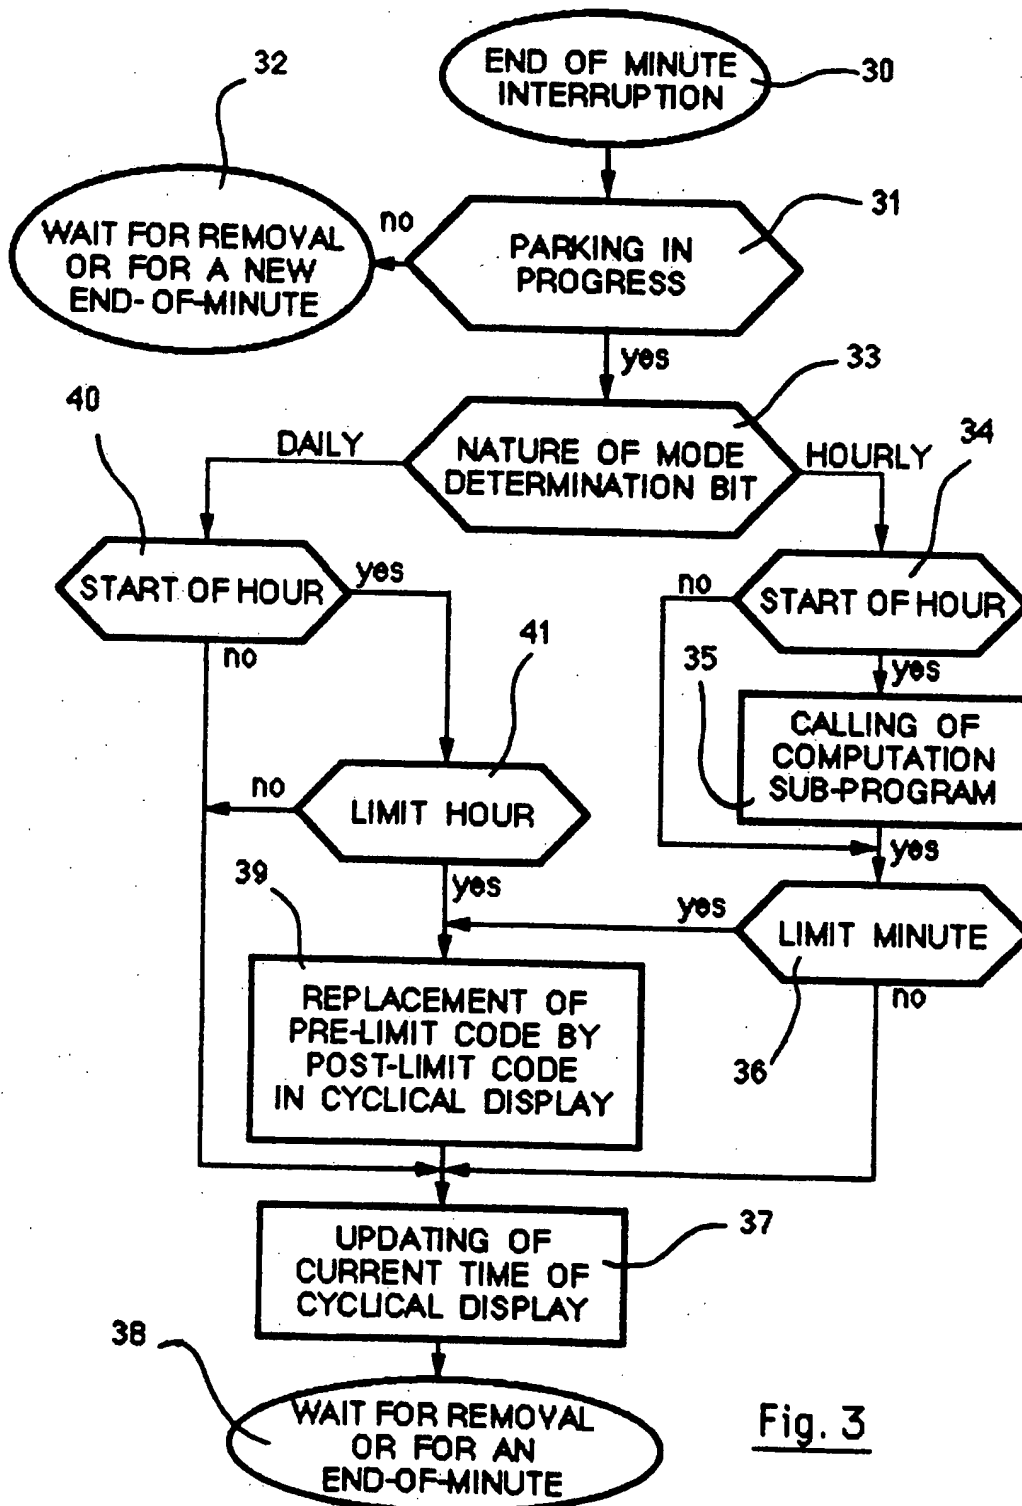 32
END OF MINUTE
INTERRUPTION
30
31
no
WAIT FOR REMOVAL
OR FOR A NEW
END-OF-MINUTE
PARKING IN
PROGRESS
yes
33
40
DAILY
NATURE OF MODE
DETERMINATION BIT
HOURLY
34
START OF HOUR
yes
no
START OF HOUR
no
41
35
yes
CALLING OF
COMPUTATION
SUB-PROGRAM
no
LIMIT HOUR
yes
39
yes
yes
LIMIT MINUTE
no
REPLACEMENT OF
PRE-LIMIT CODE BY
POST-LIMIT CODE
IN CYCLICAL DISPLAY
36
37
UPDATING OF
CURRENT TIME OF
CYCLICAL DISPLAY
38
WAIT FOR REMOVAL
OR FOR AN
END-OF-MINUTE
Fig. 3